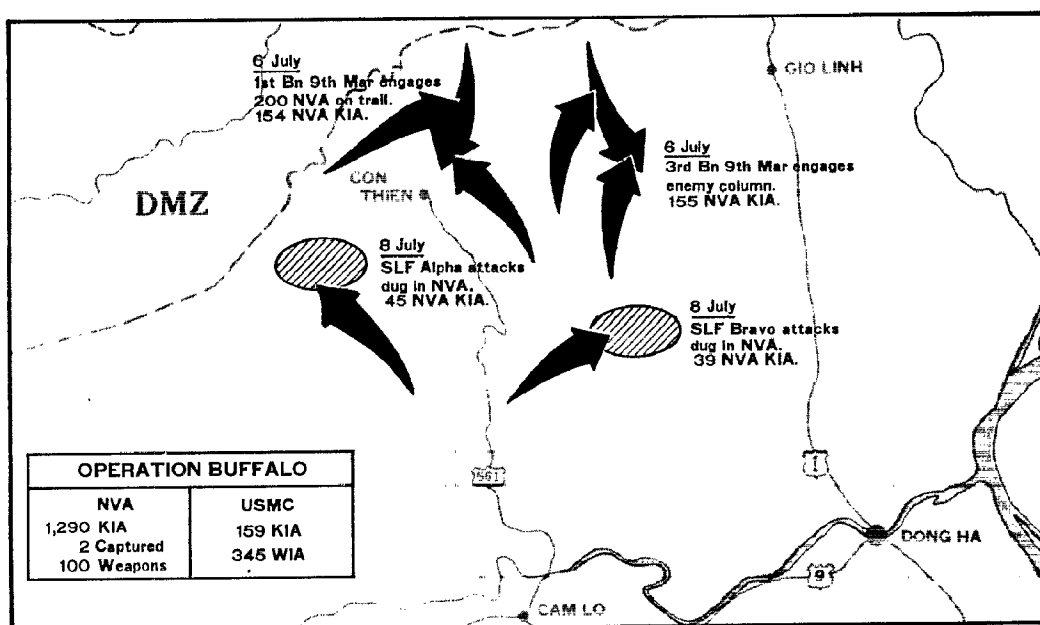 6 July
1st Bn 9th Mar engages
200 NVA on trail.
154 NVA KIA.
GIO LINH
6 July
3rd Bn 9th Mar engages
enemy column.
155 NVA KIA.
CON
THIEN
DMZ
8 July
SLF Alpha attacks
dug in NVA.
45 NVA KIA.
8 July
SLF Bravo attacks
dug in NVA.
39 NVA KIA.
OPERATION BUFFALO
NVA
1,290 KIA
2 Captured
100 Weapons
USMC
159 KIA
345 WIA
561
1
DONG HA
9
CAM LO